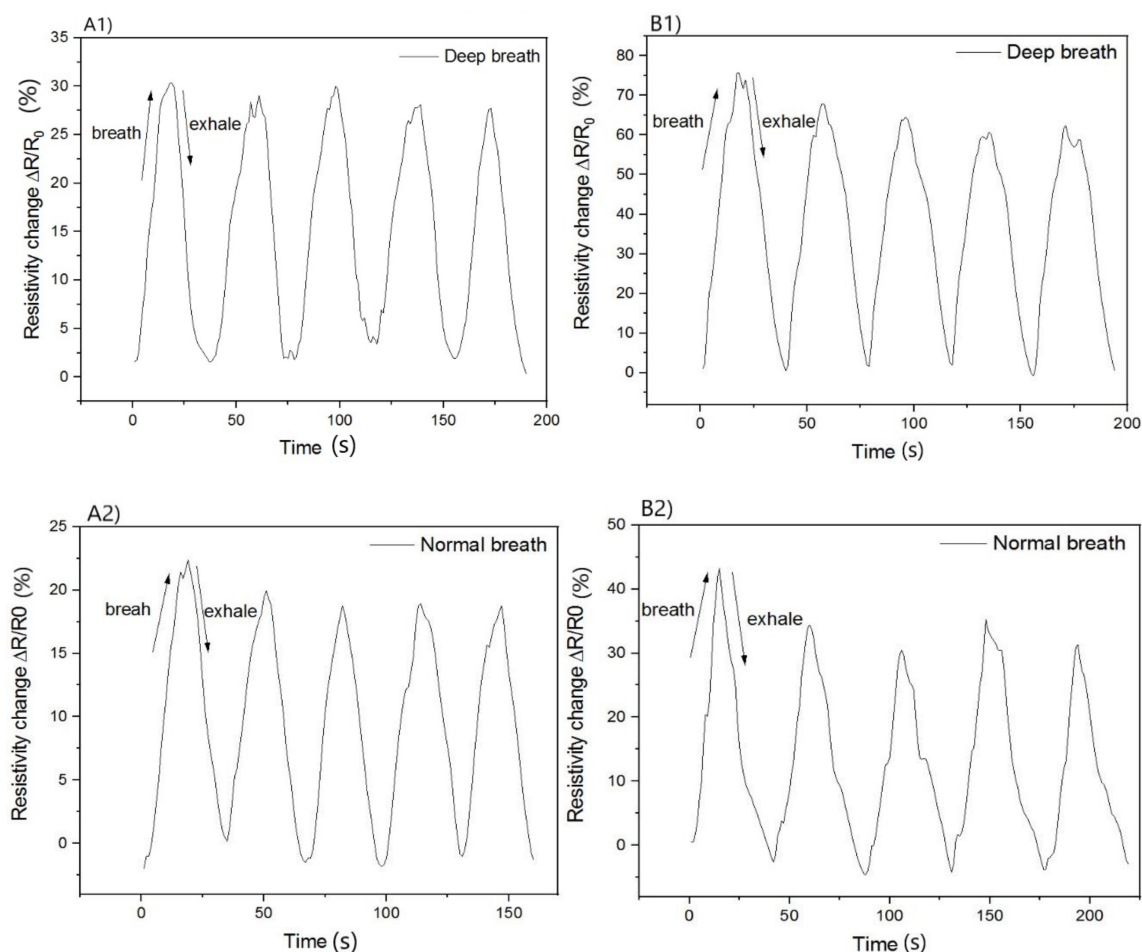 A1)
Deep breath
breath
exhale
Resistivity change ΔR/R0 (%)
35
30
25
20
15
10
5
0
0 50 100 150 200
Time (s)
B1)
Deep breath
breath
exhale
Resistivity change ΔR/R0 (%)
80
70
60
50
40
30
20
10
0
0 50 100 150 200
Time (s)
A2)
Normal breath
breah
exhale
Resistivity change ΔR/R0 (%)
25
20
15
10
5
0
0 50 100 150
Time (s)
B2)
Normal breath
breath
exhale
Resistivity change ΔR/R0 (%)
50
40
30
20
10
0
0 50 100 150 200
Time (s)